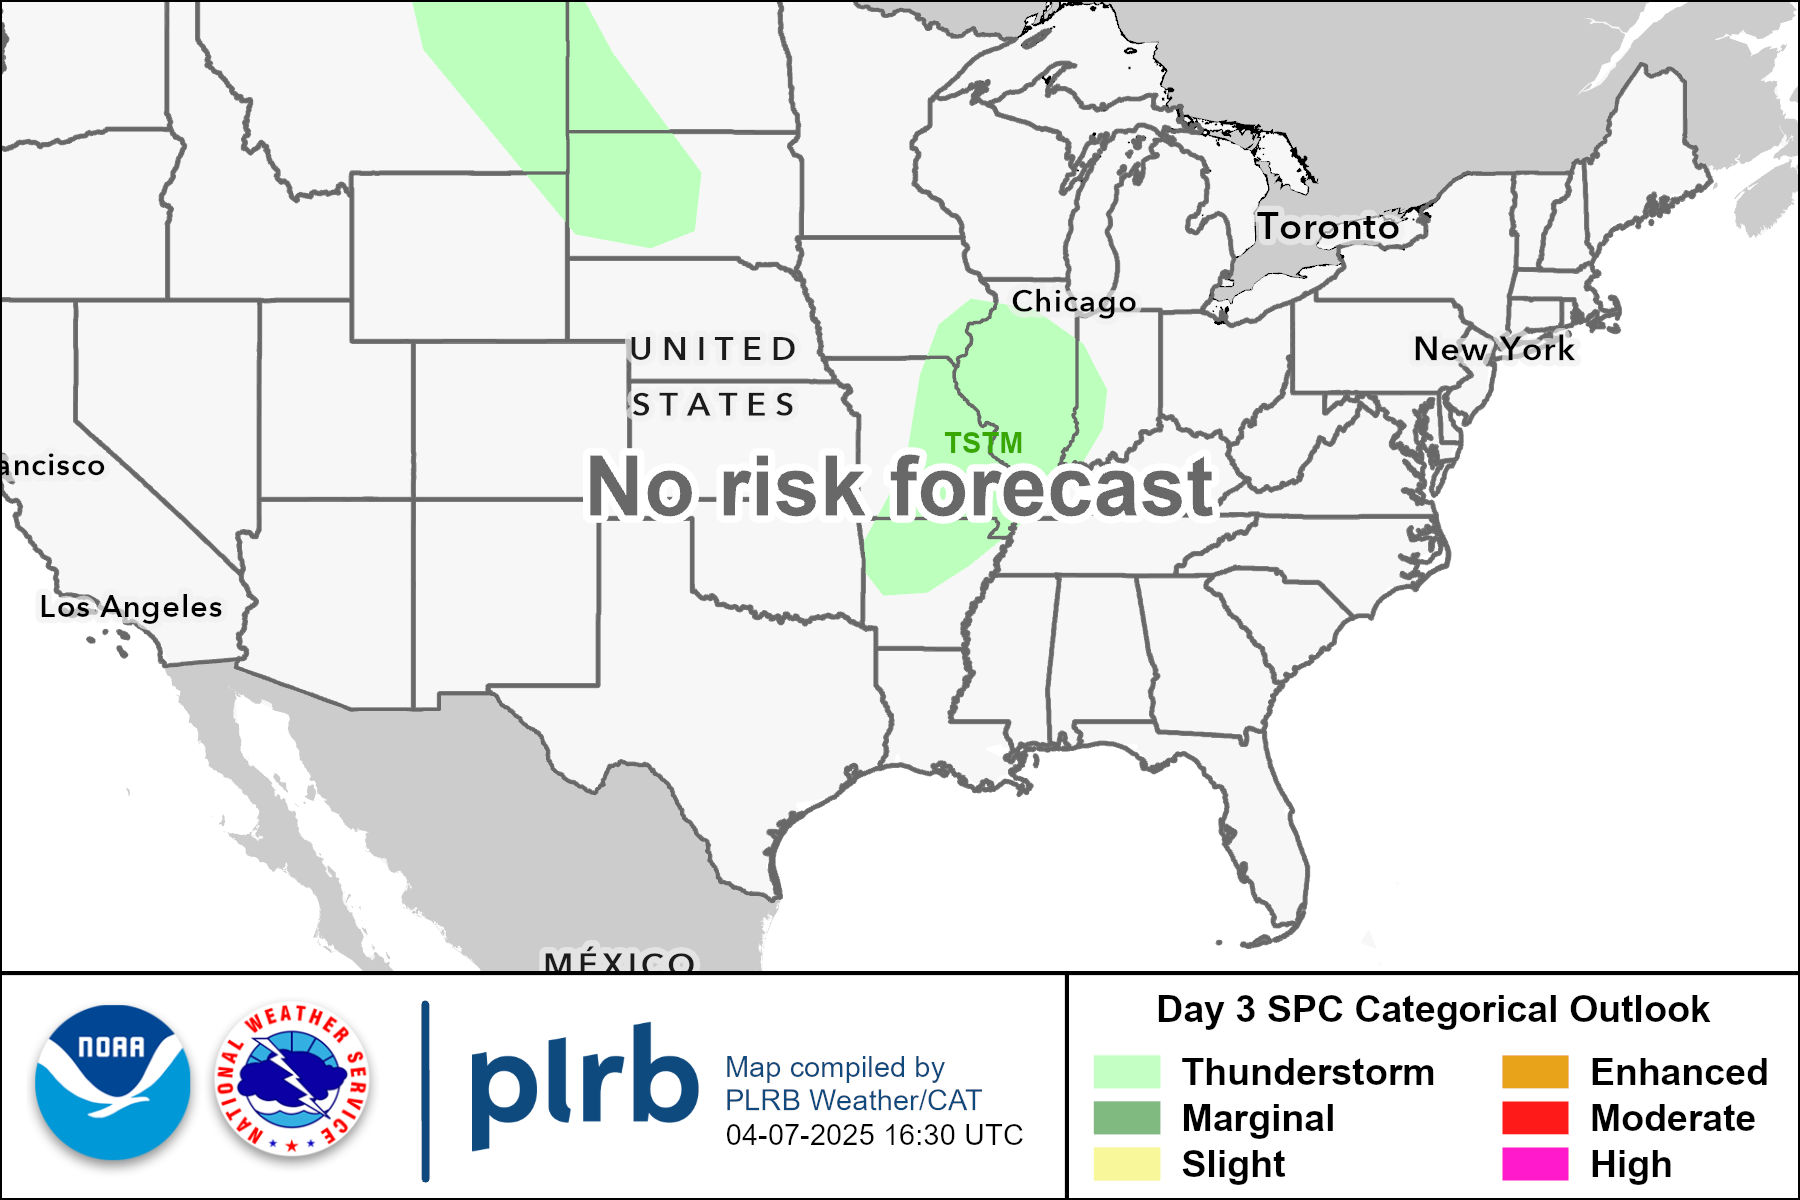 Toronto
Chicago
UNITED
New York
STATES
TSTM
ancisco
No risk forecast
Los Angeles
MÉXICO
NOAA
NATIONAL WEATHER SERVICE
plrb
Map compiled by
PLRB Weather/CAT
04-07-2025 16:30 UTC
Day 3 SPC Categorical Outlook
Thunderstorm
Marginal
Slight
Enhanced
Moderate
High